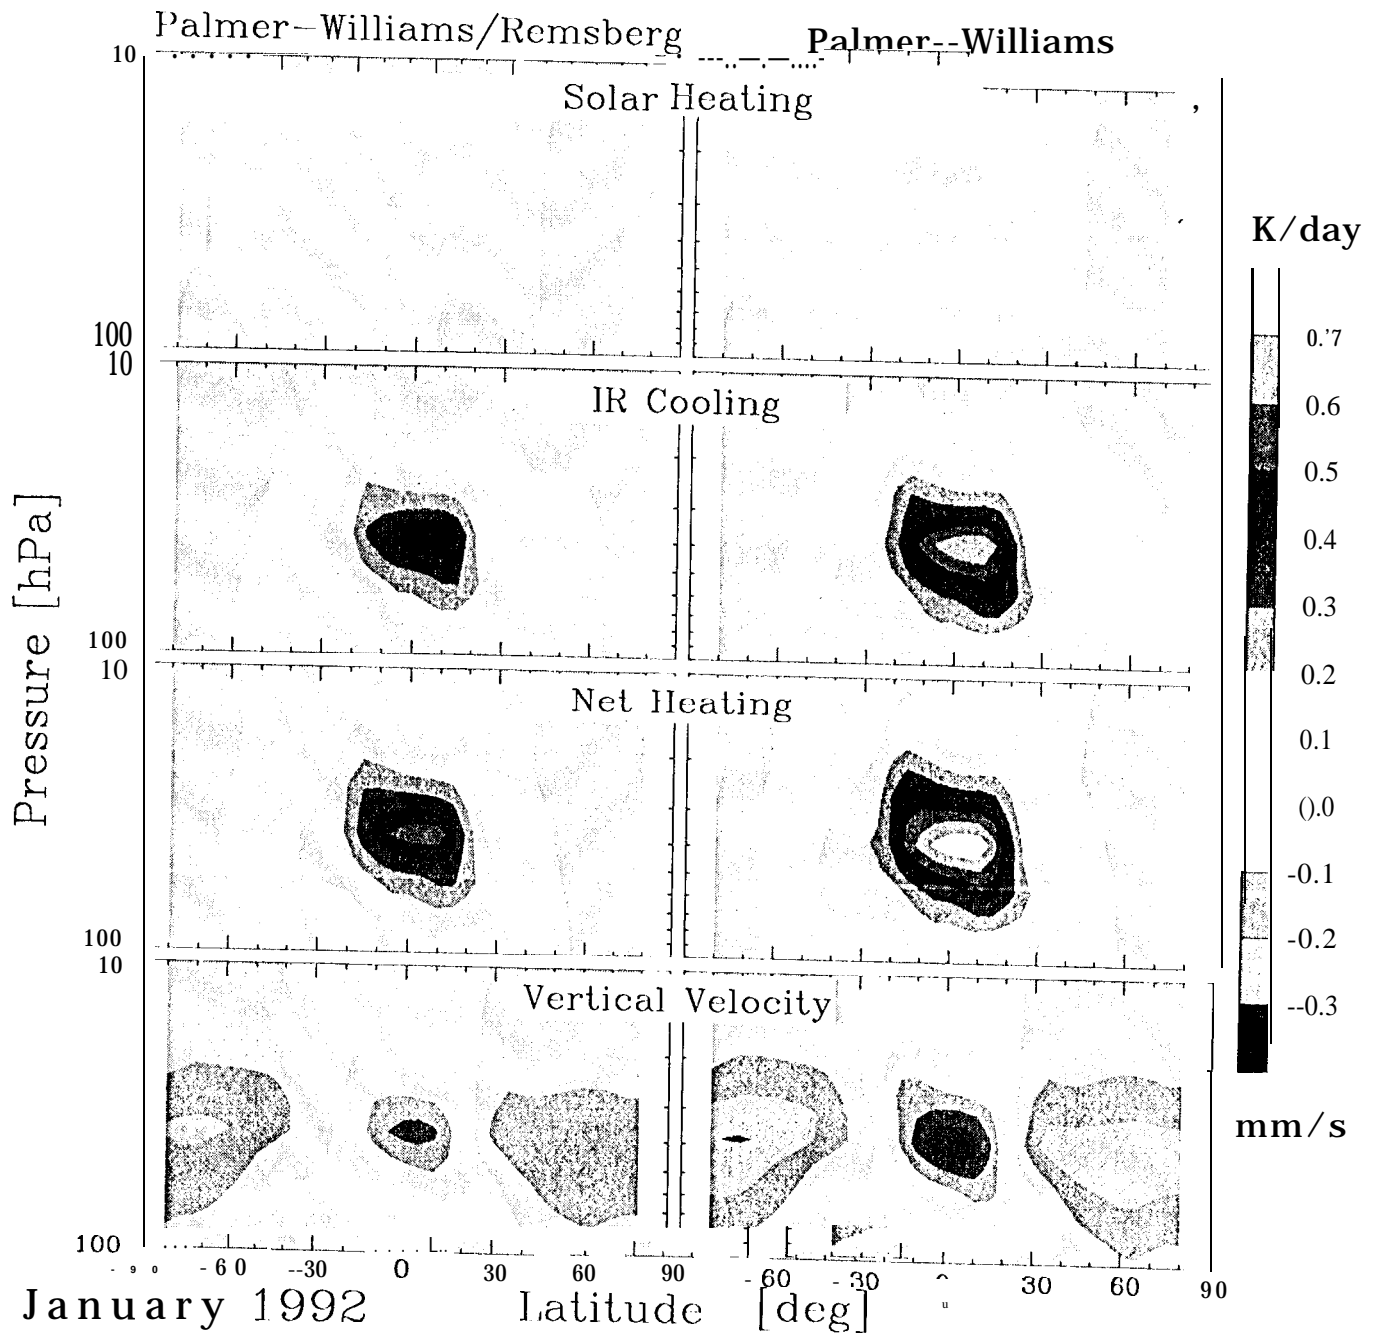 Palmer-Williams/Remsberg
Palmer--Williams
10
Solar Heating
100
10
IR Cooling
100
10
Net Heating
100
10
Vertical Velocity
100
Pressure [hPa]
-90 -60 --30 0 30 60 90
-60 -30 0 30 60 90
January 1992
Latitude [deg]
K/day
0.'7
0.6
0.5
0.4
0.3
0.2
0.1
0.0
-0.1
-0.2
--0.3
mm/s